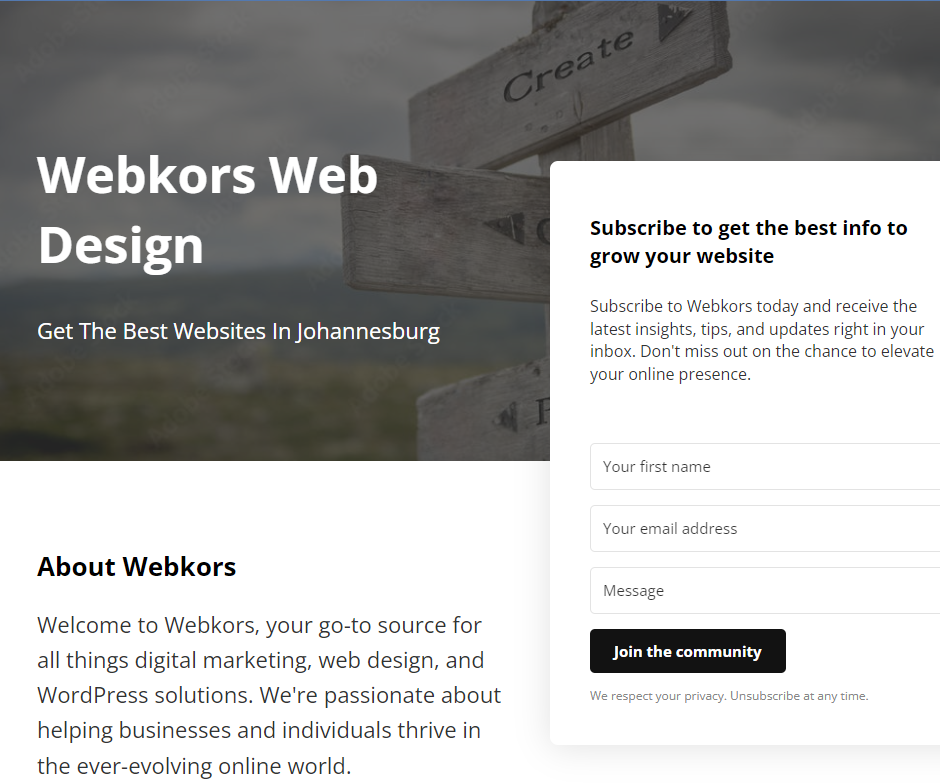 Create
Webkors Web
Design
Get The Best Websites In Johannesburg
Subscribe to get the best info to
grow your website
Subscribe to Webkors today and receive the
latest insights, tips, and updates right in your
inbox. Don't miss out on the chance to elevate
your online presence.
Your first name
Your email address
Message
Join the community
We respect your privacy. Unsubscribe at any time.
About Webkors
Welcome to Webkors, your go-to source for
all things digital marketing, web design, and
WordPress solutions. We're passionate about
helping businesses and individuals thrive in
the ever-evolving online world.